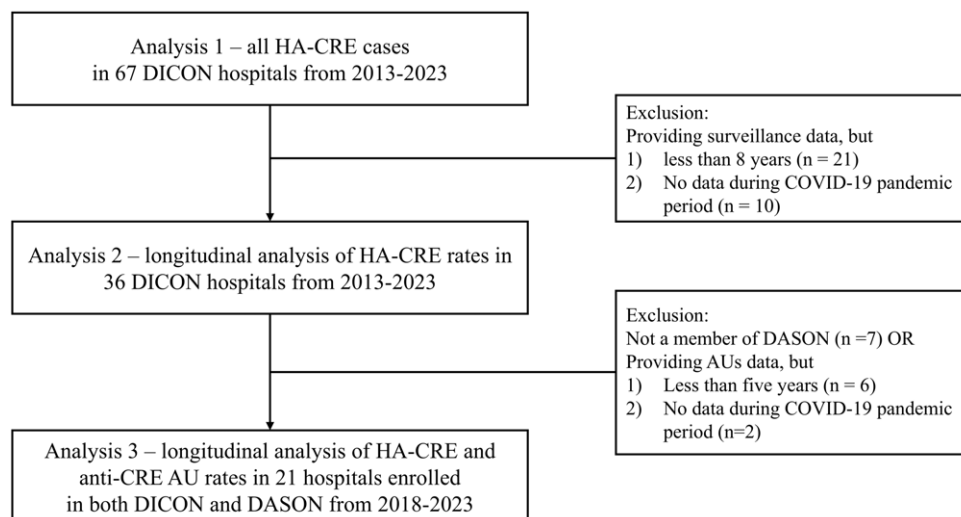 Analysis 1 – all HA-CRE cases
in 67 DICON hospitals from 2013-2023
Exclusion:
Providing surveillance data, but
1) less than 8 years (n = 21)
2) No data during COVID-19 pandemic
period (n = 10)
Analysis 2 – longitudinal analysis of HA-CRE rates in
36 DICON hospitals from 2013-2023
Exclusion:
Not a member of DASON (n =7) OR
Providing AUs data, but
1) Less than five years (n = 6)
2) No data during COVID-19 pandemic
period (n=2)
Analysis 3 – longitudinal analysis of HA-CRE and
anti-CRE AU rates in 21 hospitals enrolled
in both DICON and DASON from 2018-2023